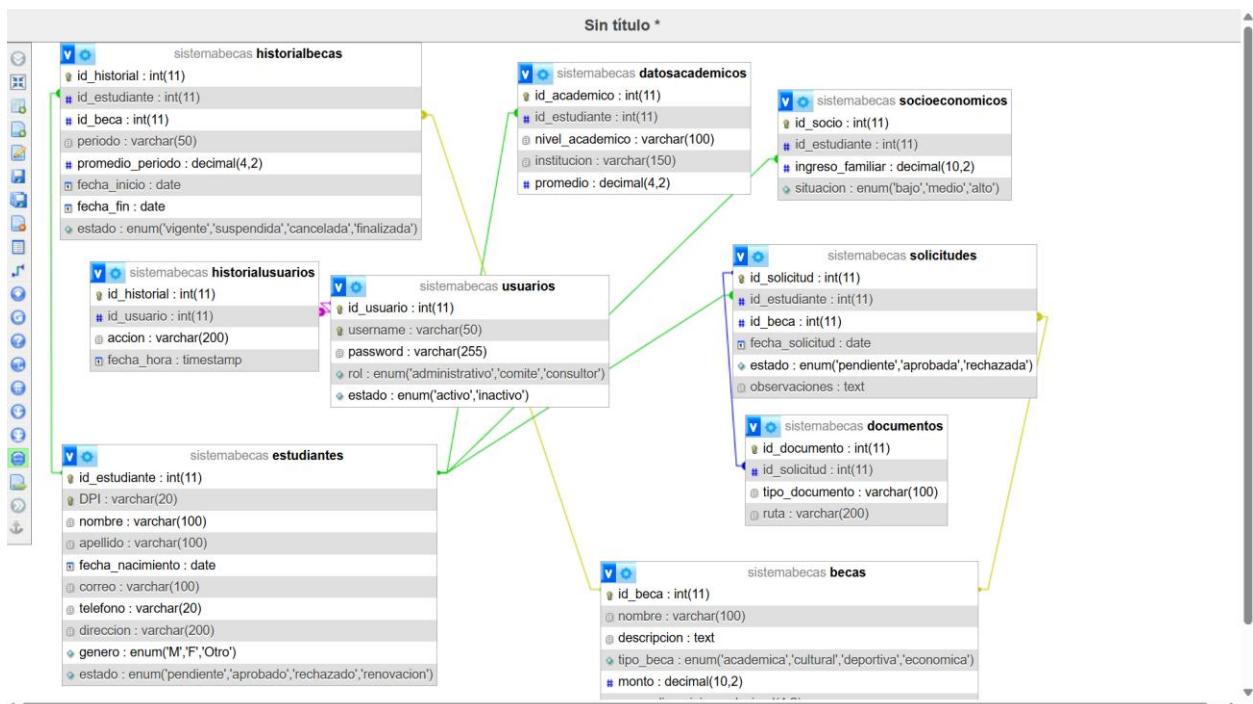 Sin título *
sistemabecas historialbecas
id_historial : int(11)
id_estudiante : int(11)
id_beca : int(11)
periodo : varchar(50)
promedio_periodo : decimal(4,2)
fecha_inicio : date
fecha_fin : date
estado : enum('vigente','suspendida','cancelada','finalizada')
sistemabecas datosacademicos
id_academico : int(11)
id_estudiante : int(11)
nivel_academico : varchar(100)
institucion : varchar(150)
promedio : decimal(4,2)
sistemabecas socioeconomicos
id_socio : int(11)
id_estudiante : int(11)
ingreso_familiar : decimal(10,2)
situacion : enum('bajo','medio','alto')
sistemabecas historialusuarios
id_historial : int(11)
id_usuario : int(11)
accion : varchar(200)
fecha_hora : timestamp
sistemabecas usuarios
id_usuario : int(11)
username : varchar(50)
password : varchar(255)
rol : enum('administrativo','comite','consultor')
estado : enum('activo','inactivo')
sistemabecas solicitudes
id_solicitud : int(11)
id_estudiante : int(11)
id_beca : int(11)
fecha_solicitud : date
estado : enum('pendiente','aprobada','rechazada')
observaciones : text
sistemabecas documentos
id_documento : int(11)
id_solicitud : int(11)
tipo_documento : varchar(100)
ruta : varchar(200)
sistemabecas estudiantes
id_estudiante : int(11)
DPI : varchar(20)
nombre : varchar(100)
apellido : varchar(100)
fecha_nacimiento : date
correo : varchar(100)
telefono : varchar(20)
direccion : varchar(200)
genero : enum('M','F','Otro')
estado : enum('pendiente','aprobado','rechazado','renovacion')
sistemabecas becas
id_beca : int(11)
nombre : varchar(100)
descripcion : text
tipo_beca : enum('academica','cultural','deportiva','economica')
monto : decimal(10,2)